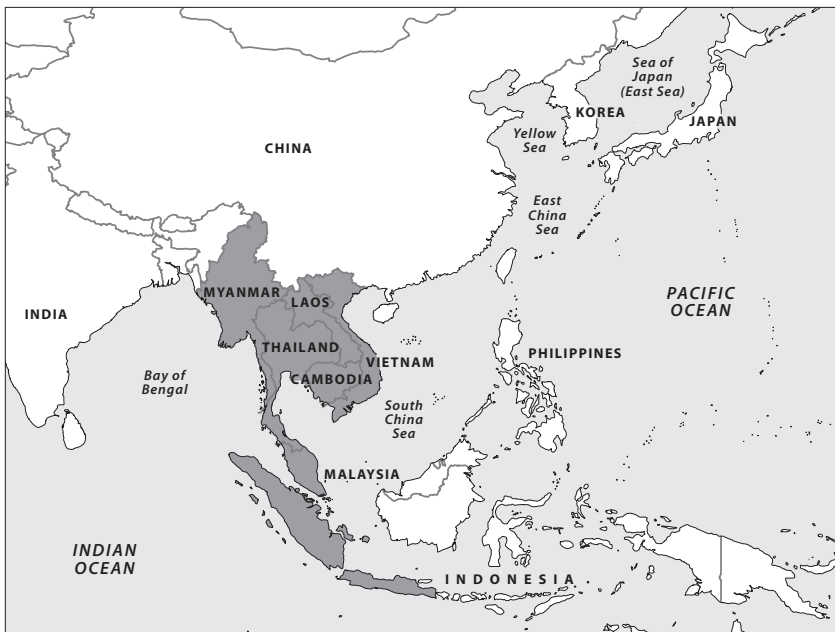 Sea of
Japan
(East Sea)
KOREA
JAPAN
Yellow
Sea
CHINA
East
China
Sea
MYANMAR
LAOS
PACIFIC
OCEAN
INDIA
THAILAND
VIETNAM
PHILIPPINES
Bay of
Bengal
CAMBODIA
South
China
Sea
MALAYSIA
INDIAN
OCEAN
INDONESIA